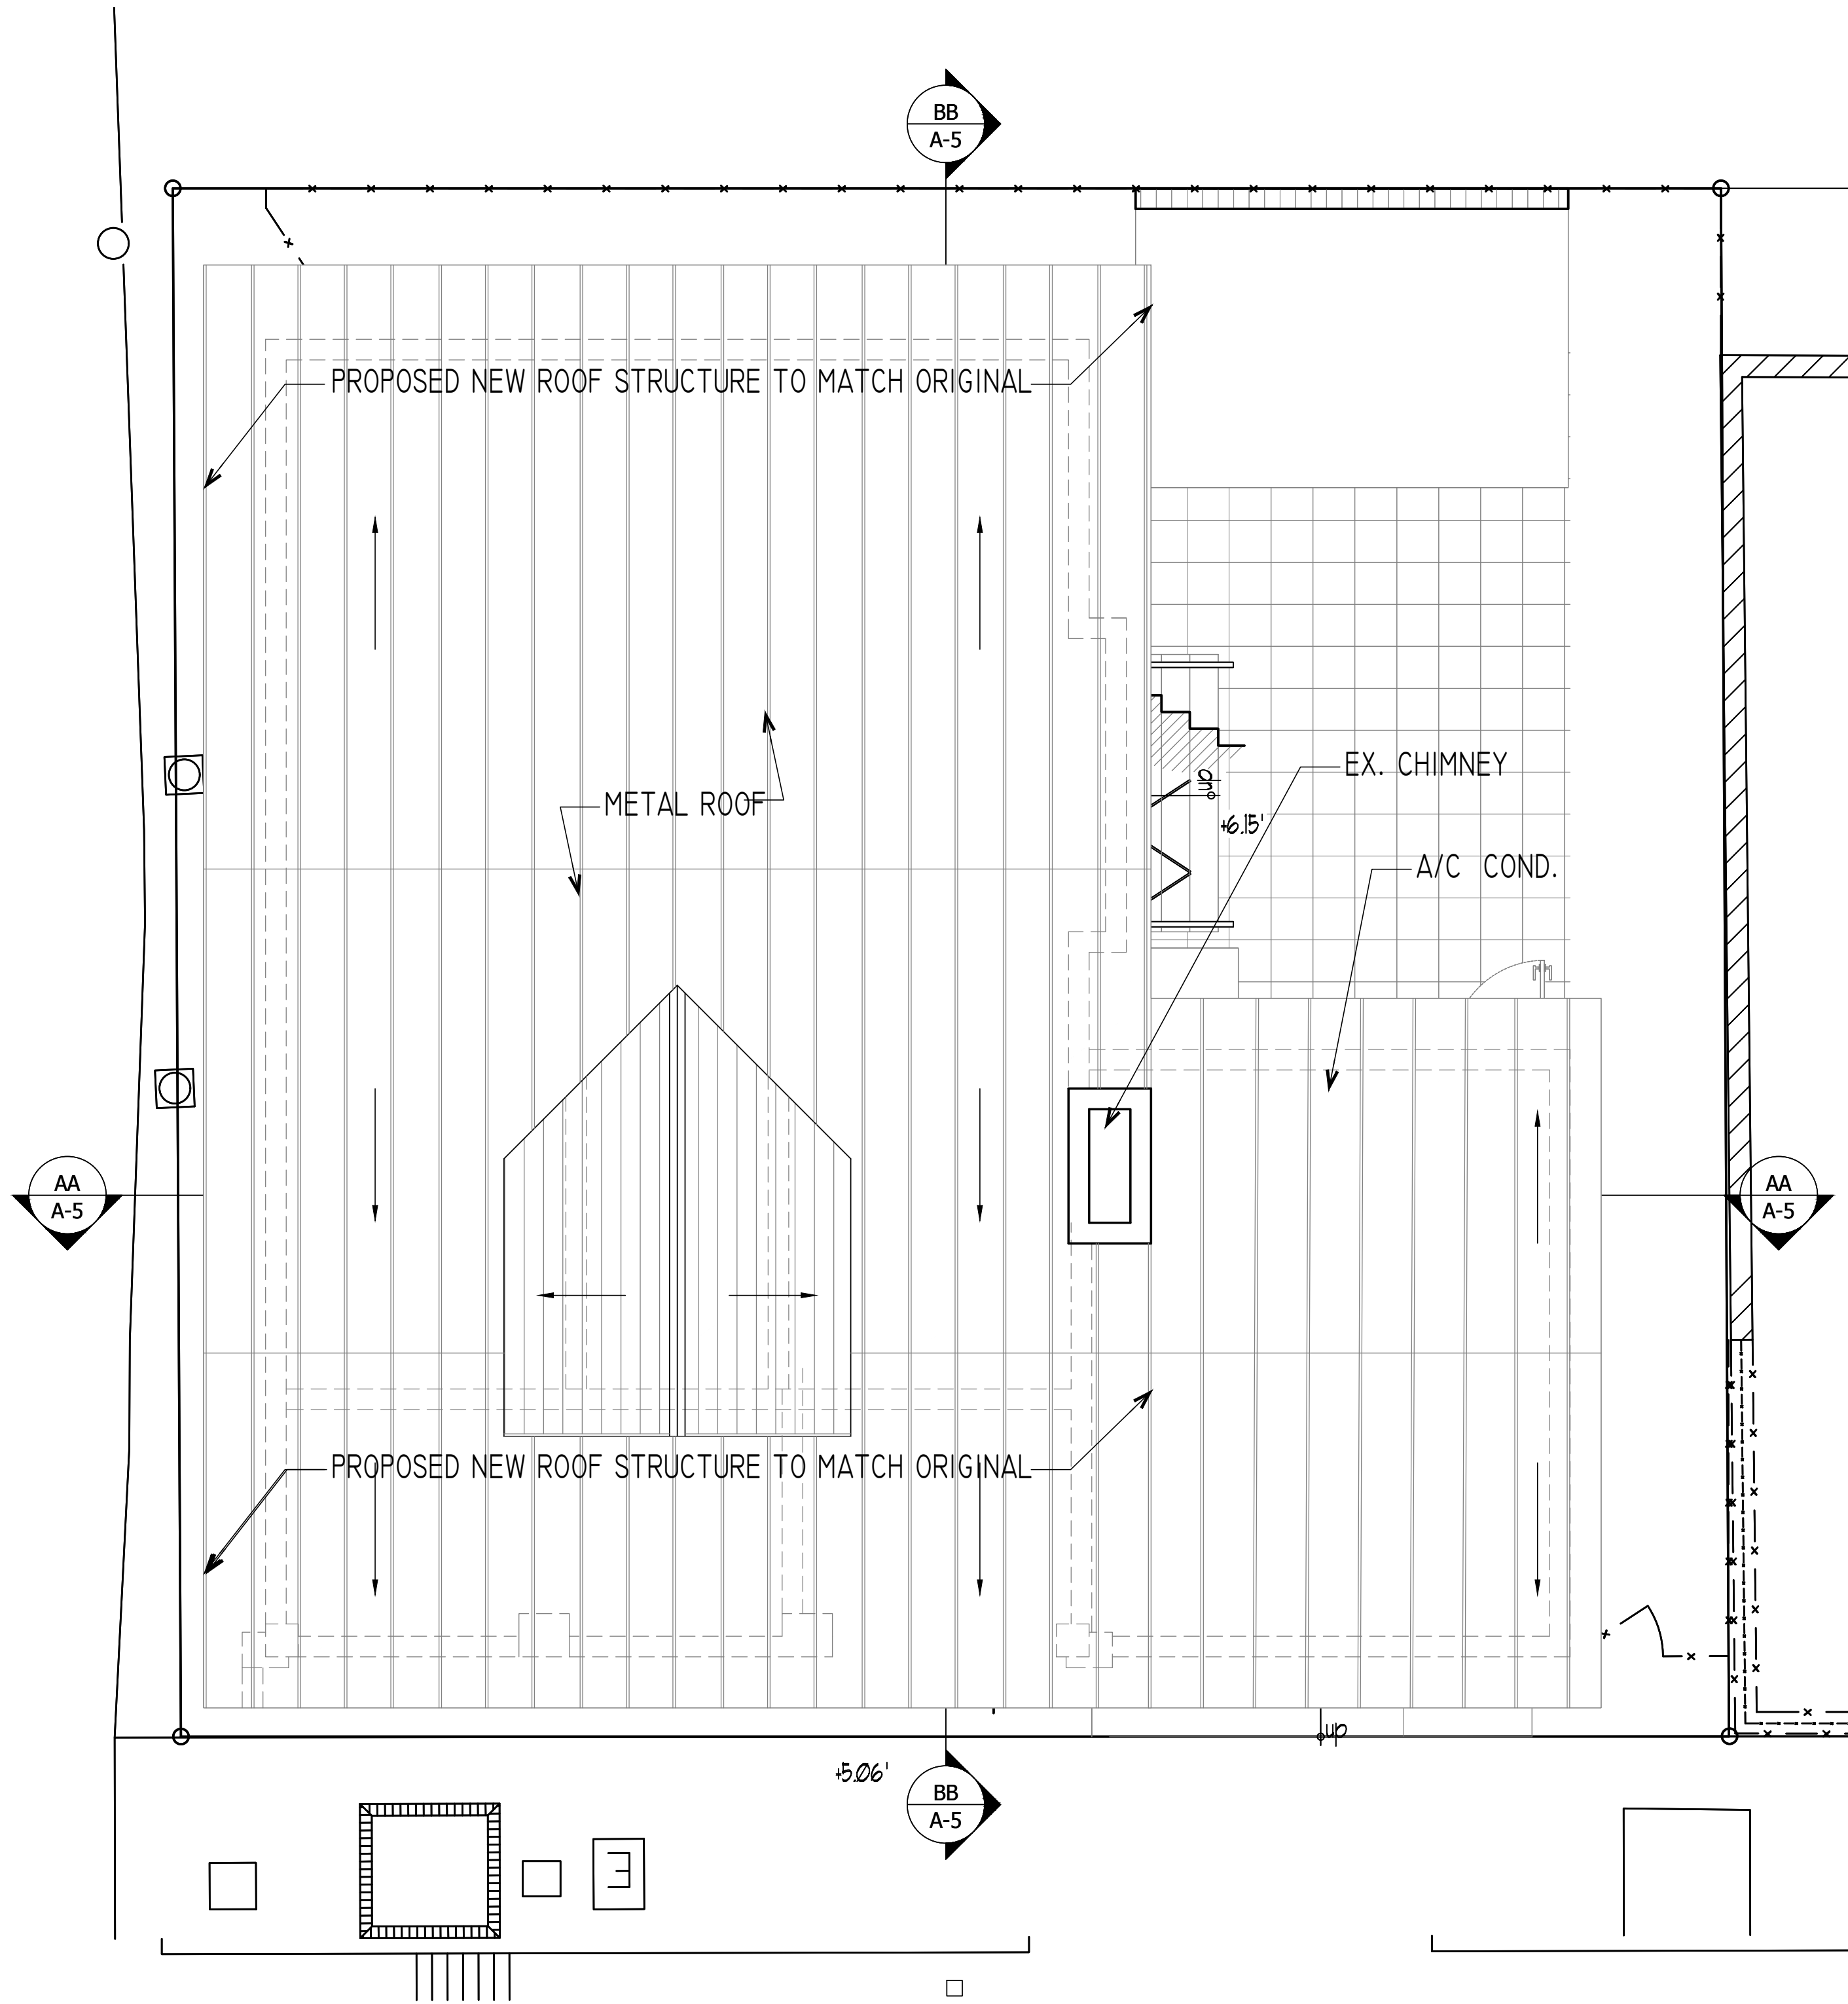 BB
A-5
PROPOSED NEW ROOF STRUCTURE TO MATCH ORIGINAL
EX. CHIMNEY
up
METAL ROOF
+6.15'
A/C COND.
AA
A-5
AA
A-5
PROPOSED NEW ROOF STRUCTURE TO MATCH ORIGINAL
up
+5.06'
BB
A-5
E